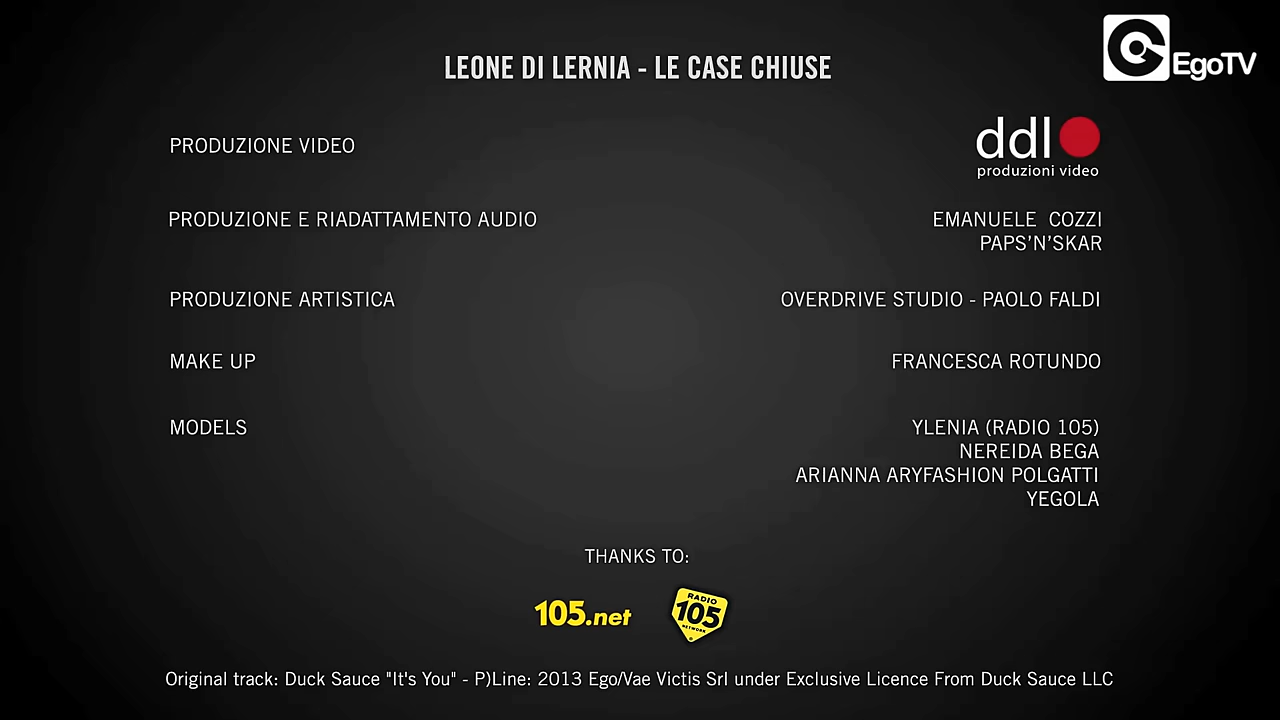 EgoTV
LEONE DI LERNIA - LE CASE CHIUSE
PRODUZIONE VIDEO
ddl
produzioni video
PRODUZIONE E RIADATTAMENTO AUDIO
EMANUELE COZZI
PAPS'N'SKAR
PRODUZIONE ARTISTICA
OVERDRIVE STUDIO - PAOLO FALDI
MAKE UP
FRANCESCA ROTUNDO
MODELS
YLENIA (RADIO 105)
NEREIDA BEGA
ARIANNA ARYFASHION POLGATTI
YEGOLA
THANKS TO:
105.net
RADIO
105
NETWORK
Original track: Duck Sauce "It's You" - P)Line: 2013 Ego/Vae Victis Srl under Exclusive Licence From Duck Sauce LLC